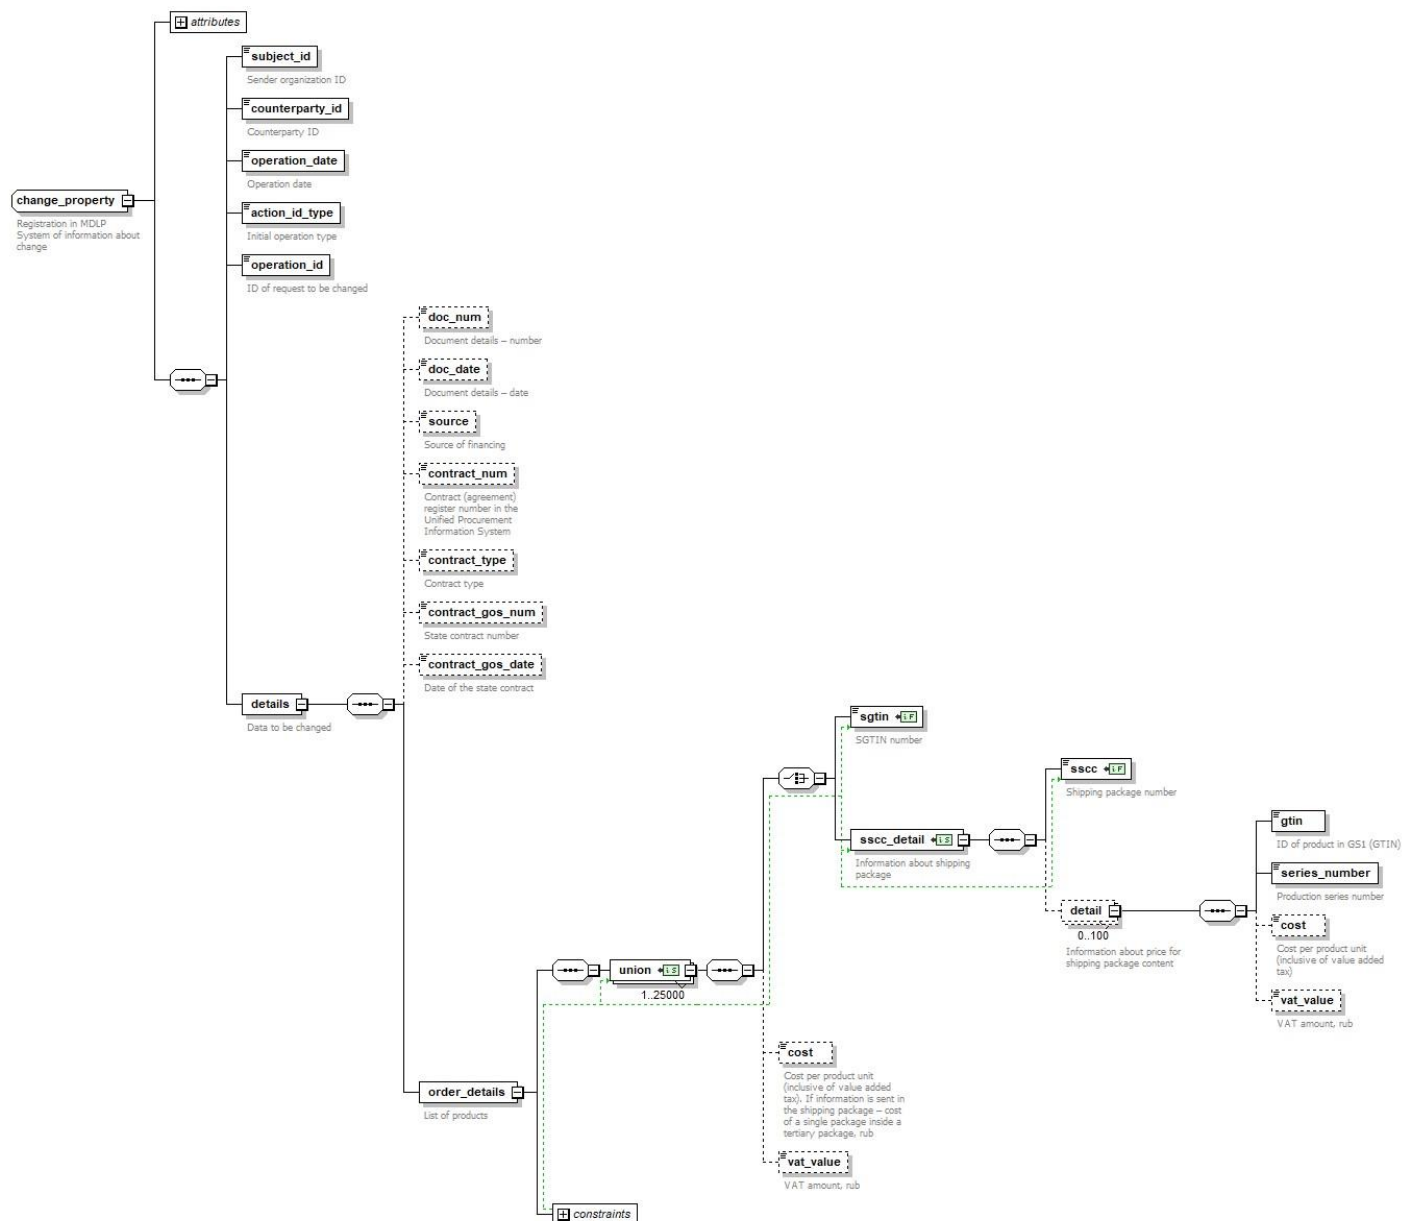 attributes
subject_id
Sender organization ID
counterparty_id
Counterparty ID
operation_date
Operation date
change_property
Registration in MDLP
System of information about
change
action_id_type
Initial operation type
operation_id
ID of request to be changed
doc_num
Document details – number
doc_date
Document details – date
source
Source of financing
contract_num
Contract (agreement)
register number in the
Unified Procurement
Information System
contract_type
Contract type
contract_gos_num
State contract number
contract_gos_date
Date of the state contract
details
Data to be changed
sgtin
SGTIN number
sscc
Shipping package number
sscc_detail
Information about shipping
package
gtin
ID of product in GS1 (GTIN)
series_number
Production series number
detail
0..100
Information about price for
shipping package content
cost
Cost per product unit
(inclusive of value added
tax)
vat_value
VAT amount, rub
union
1..25000
cost
Cost per product unit
(inclusive of value added
tax). If information is sent in
the shipping package – cost
of a single package inside a
tertiary package, rub
order_details
List of products
vat_value
VAT amount, rub
constraints